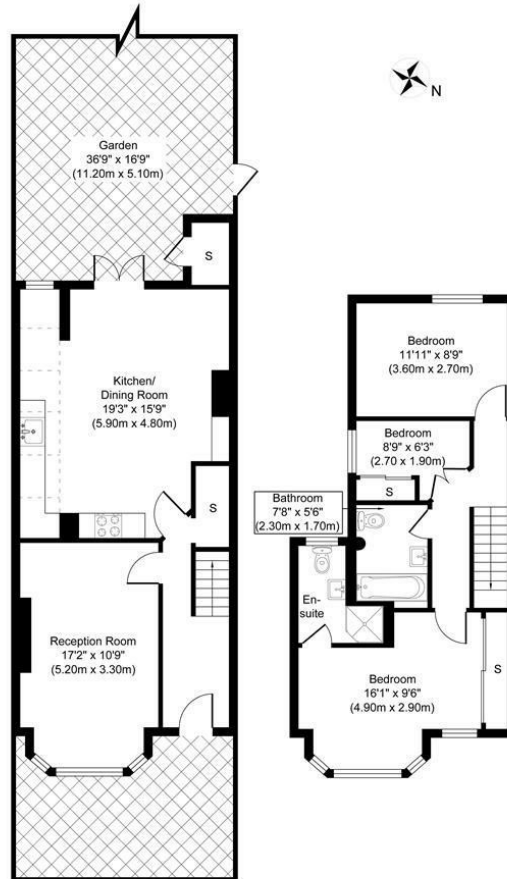 N
Garden
36'9" x 16'9"
(11.20m x 5.10m)
S
Kitchen/
Dining Room
19'3" x 15'9"
(5.90m x 4.80m)
S
Reception Room
17'2" x 10'9"
(5.20m x 3.30m)
Bedroom
11'11" x 8'9"
(3.60m x 2.70m)
Bedroom
8'9" x 6'3"
(2.70 x 1.90m)
S
Bathroom
7'8" x 5'6"
(2.30m x 1.70m)
En-
suite
Bedroom
16'1" x 9'6"
(4.90m x 2.90m)
S